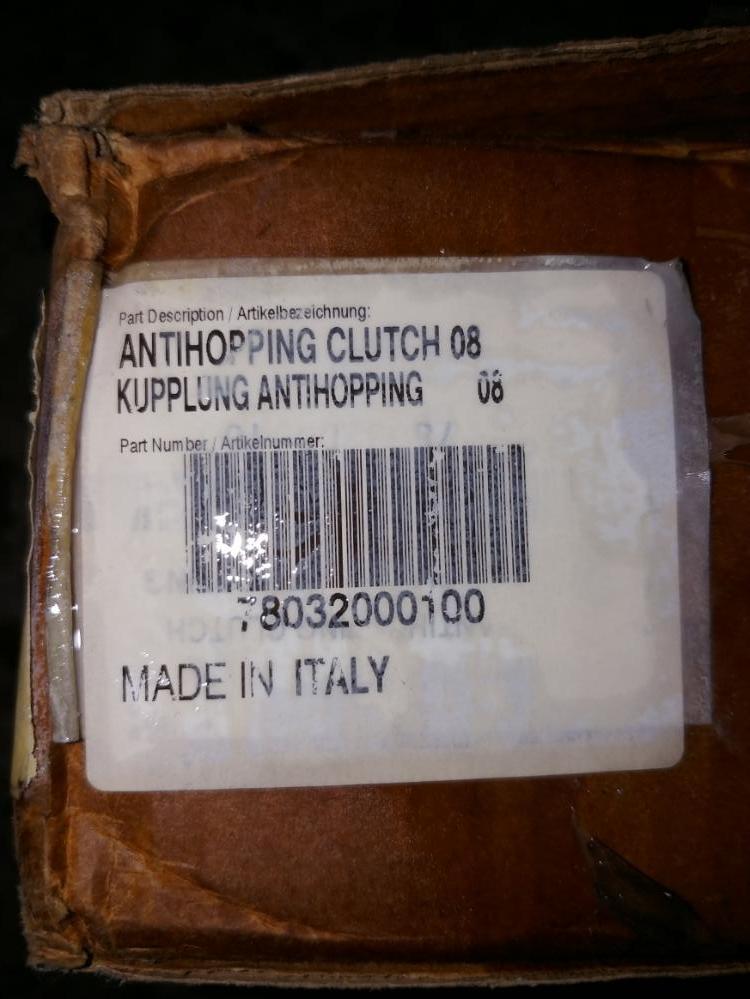 Part Description / Artikelbezeichnung:
ANTIHOPPING CLUTCH 08
KUPPLUNG ANTIHOPPING 08
Part Number / Artikelnummer:
78032000100
MADE IN ITALY